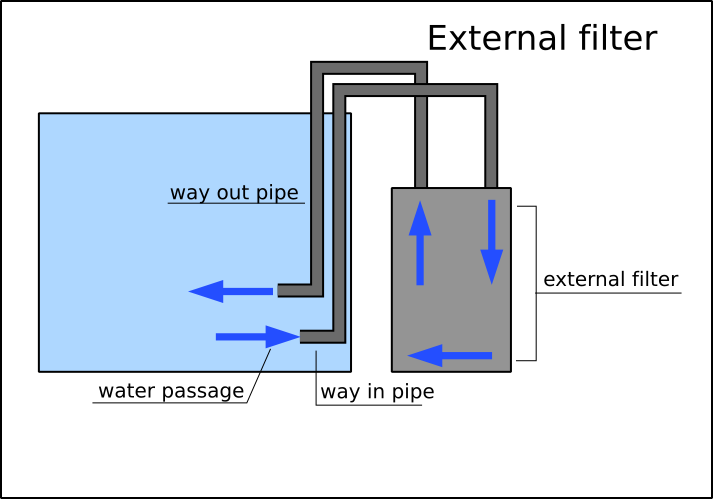 External filter
way out pipe
external filter
water passage
way in pipe